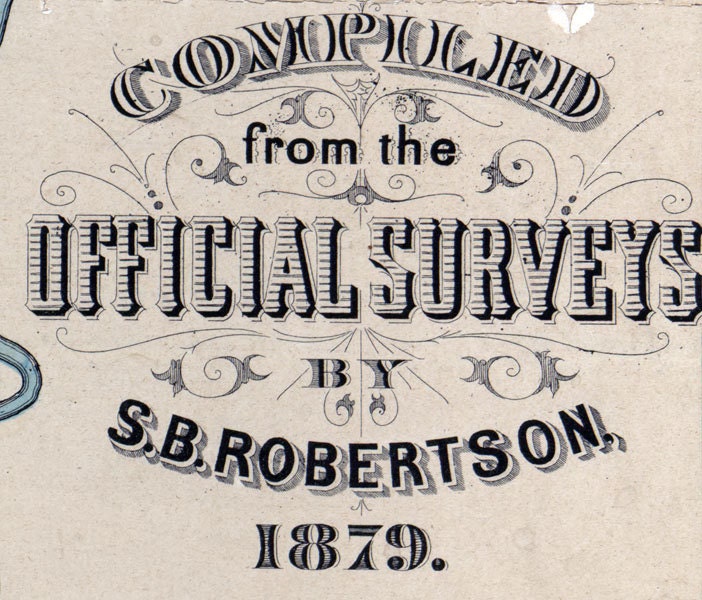 COMPILED
from the
OFFICIAL SURVEYS
BY
S.B. ROBERTSON,
1879.